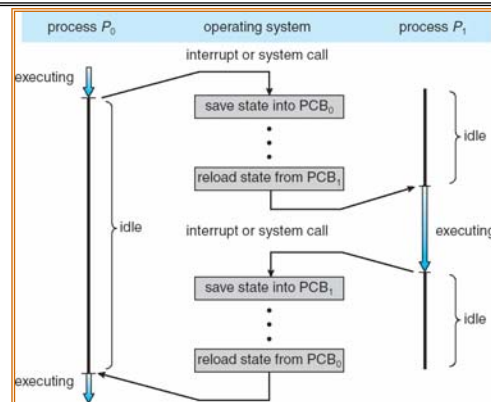 process P₀ operating system process P₁
interrupt or system call
executing
save state into PCB₀
idle
reload state from PCB₁
idle
interrupt or system call
executing
save state into PCB₁
idle
reload state from PCB₀
executing